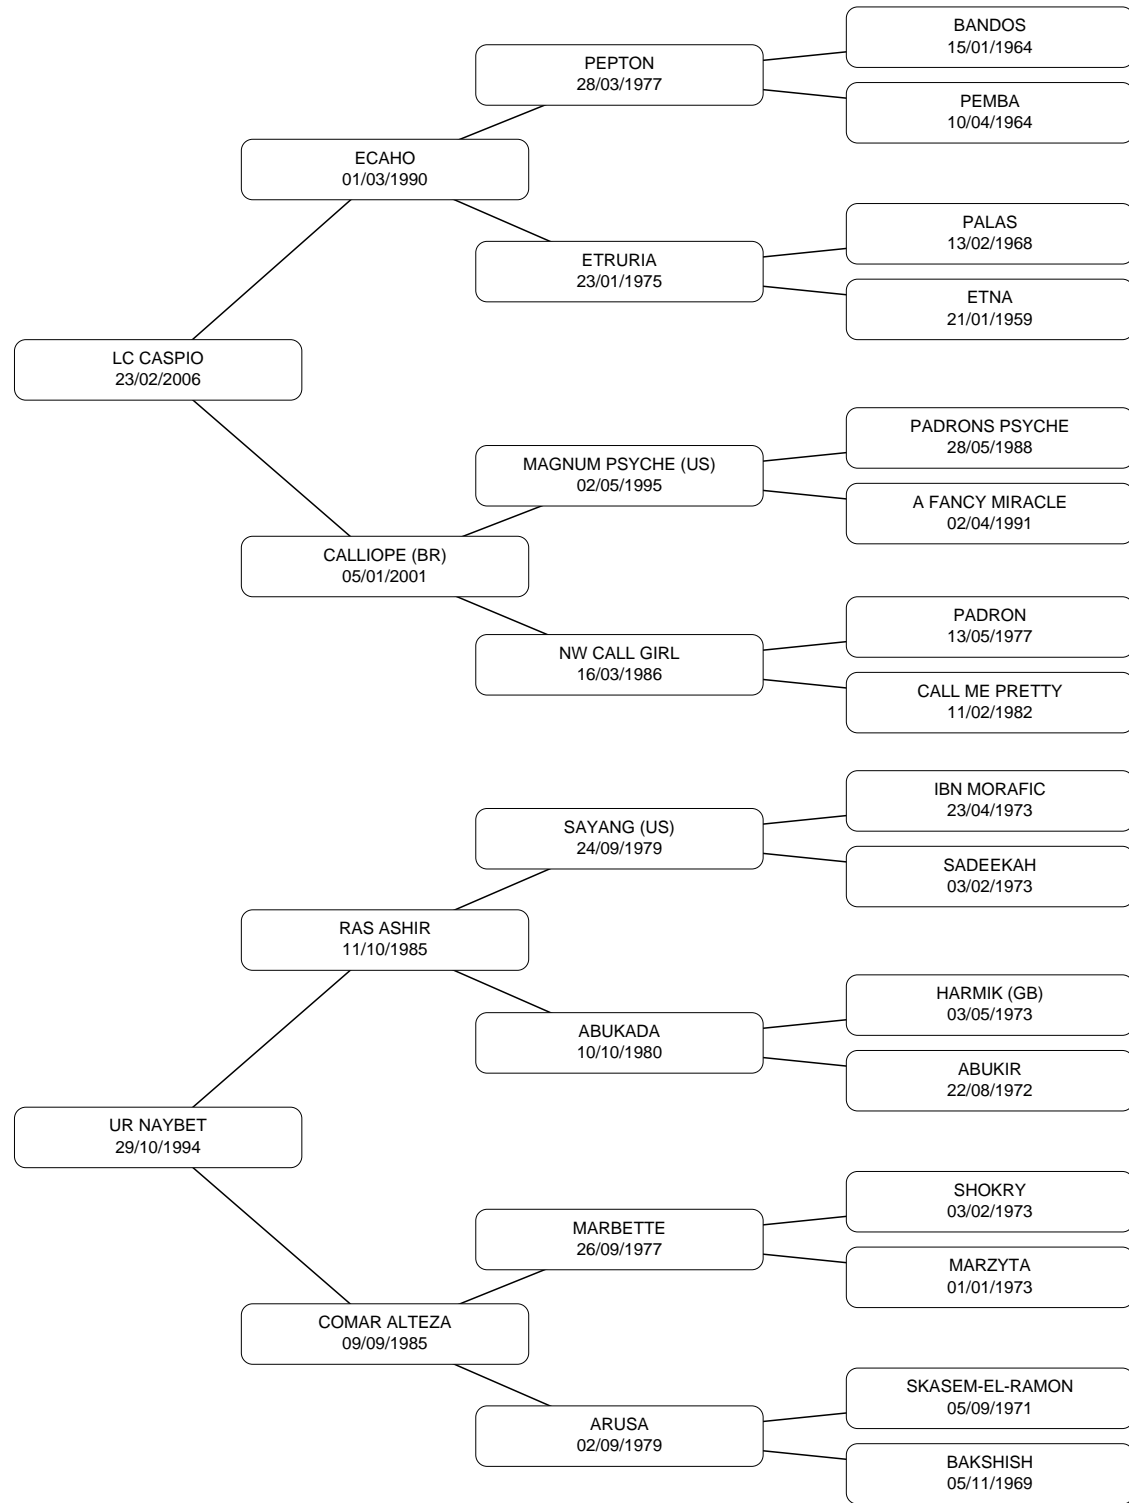 BANDOS
15/01/1964
PEPTON
28/03/1977
PEMBA
10/04/1964
ECAHO
01/03/1990
PALAS
13/02/1968
ETRURIA
23/01/1975
ETNA
21/01/1959
LC CASPIO
23/02/2006
PADRONS PSYCHE
28/05/1988
MAGNUM PSYCHE (US)
02/05/1995
A FANCY MIRACLE
02/04/1991
CALLIOPE (BR)
05/01/2001
PADRON
13/05/1977
NW CALL GIRL
16/03/1986
CALL ME PRETTY
11/02/1982
IBN MORAFIC
23/04/1973
SAYANG (US)
24/09/1979
SADEEKAH
03/02/1973
RAS ASHIR
11/10/1985
HARMIK (GB)
03/05/1973
ABUKADA
10/10/1980
ABUKIR
22/08/1972
UR NAYBET
29/10/1994
SHOKRY
03/02/1973
MARBETTE
26/09/1977
MARZYTA
01/01/1973
COMAR ALTEZA
09/09/1985
SKASEM-EL-RAMON
05/09/1971
ARUSA
02/09/1979
BAKSHISH
05/11/1969